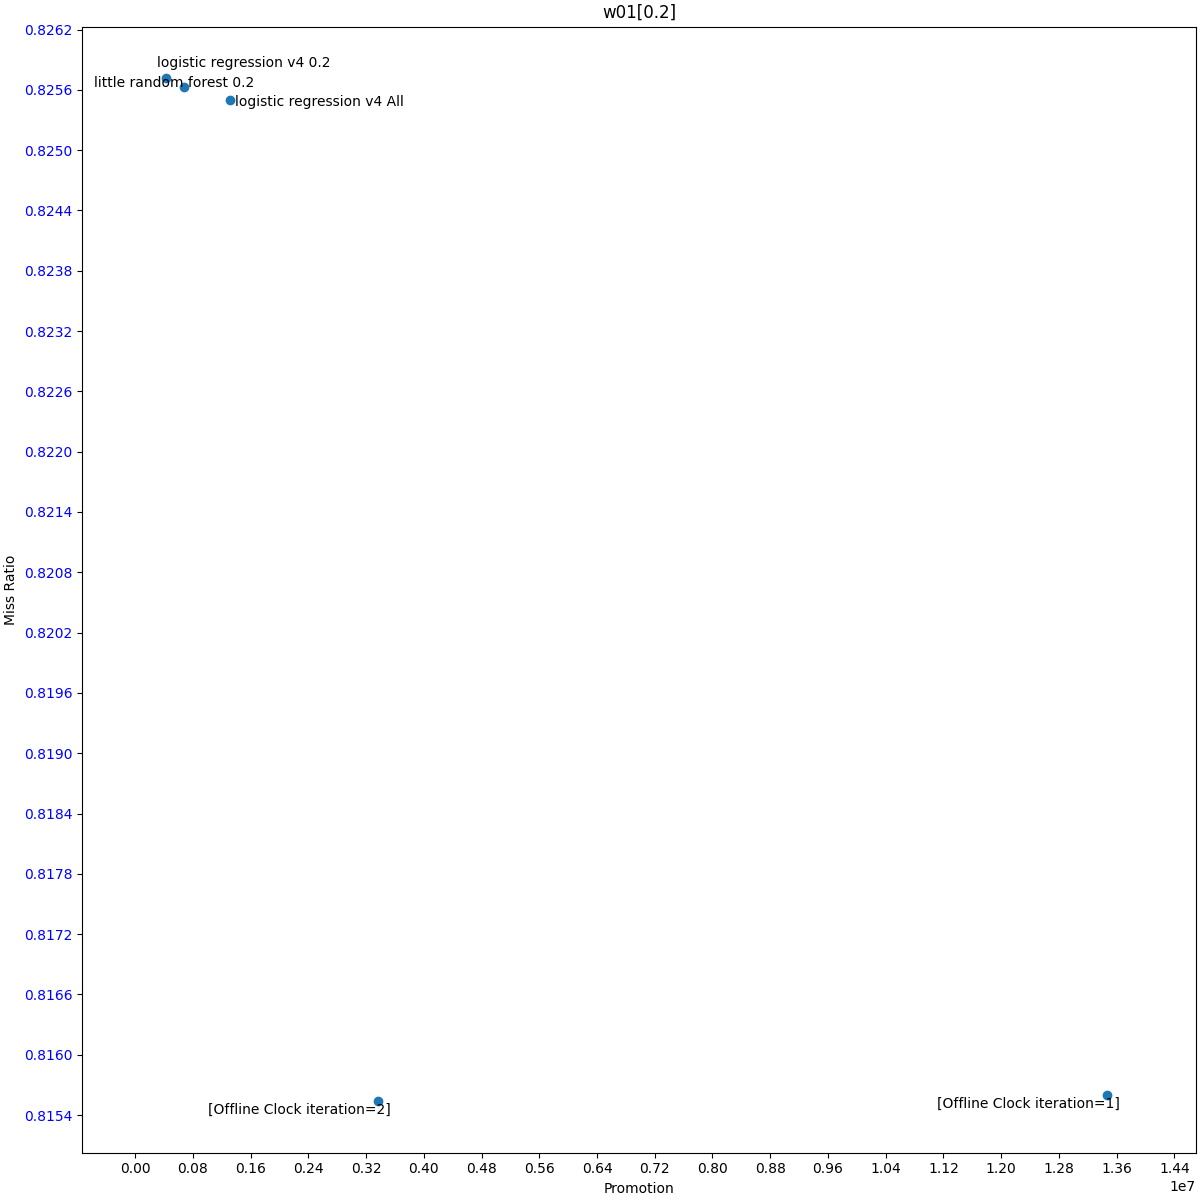 w01[0.2]
0.8262
logistic regression v4 0.2
little random forest 0.2
0.8256
logistic regression v4 All
0.8250
0.8244
0.8238
0.8232
0.8226
0.8220
0.8214
0.8208
Miss Ratio
0.8202
0.8196
0.8190
0.8184
0.8178
0.8172
0.8166
0.8160
[Offline Clock iteration=2]
[Offline Clock iteration=1]
0.8154
0.00 0.08 0.16 0.24 0.32 0.40 0.48 0.56 0.64 0.72 0.80 0.88 0.96 1.04 1.12 1.20 1.28 1.36 1.44
1e7
Promotion